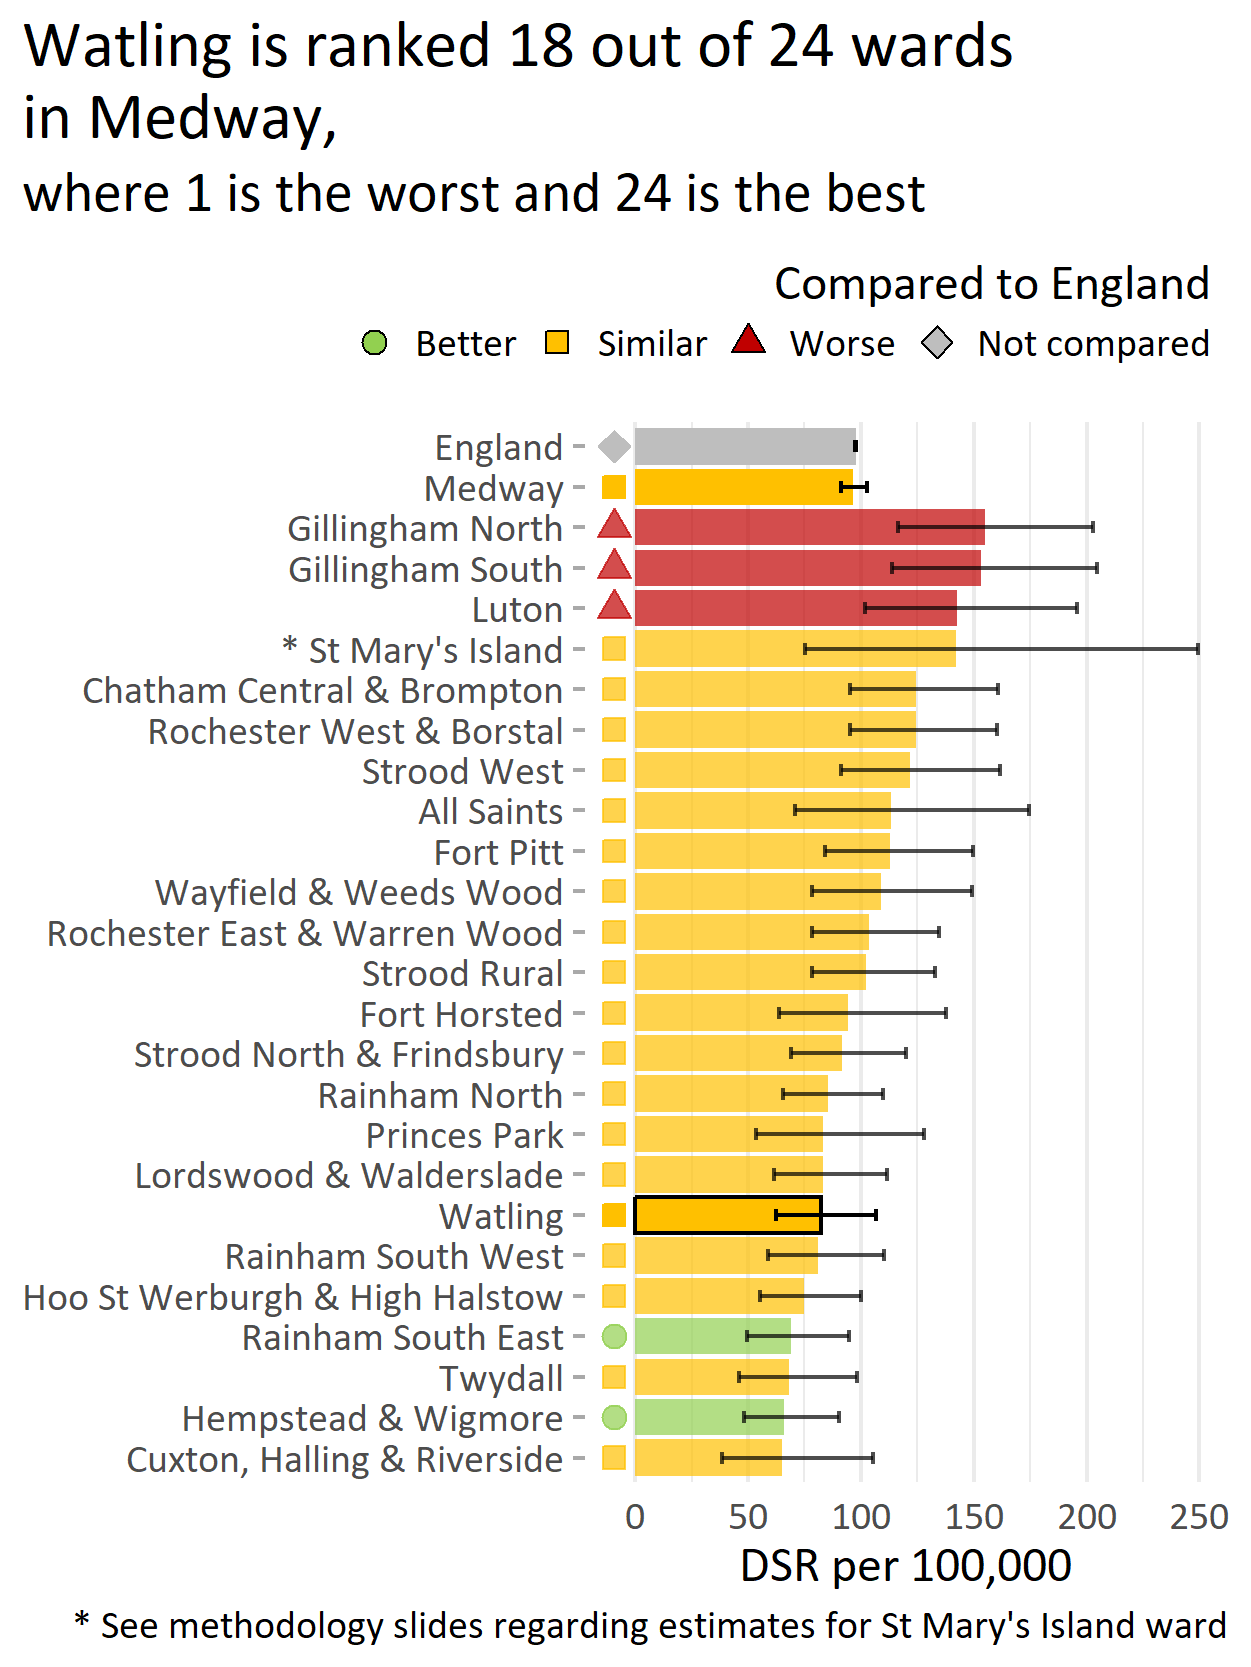 Watling is ranked 18 out of 24 wards
in Medway,
where 1 is the worst and 24 is the best
Compared to England
Better Similar Worse Not compared
England
Medway
Gillingham North
Gillingham South
Luton
* St Mary's Island
Chatham Central & Brompton
Rochester West & Borstal
Strood West
All Saints
Fort Pitt
Wayfield & Weeds Wood
Rochester East & Warren Wood
Strood Rural
Fort Horsted
Strood North & Frindsbury
Rainham North
Princes Park
Lordswood & Walderslade
Watling
Rainham South West
Hoo St Werburgh & High Halstow
Rainham South East
Twydall
Hempstead & Wigmore
Cuxton, Halling & Riverside
0 50 100 150 200 250
DSR per 100,000
* See methodology slides regarding estimates for St Mary's Island ward